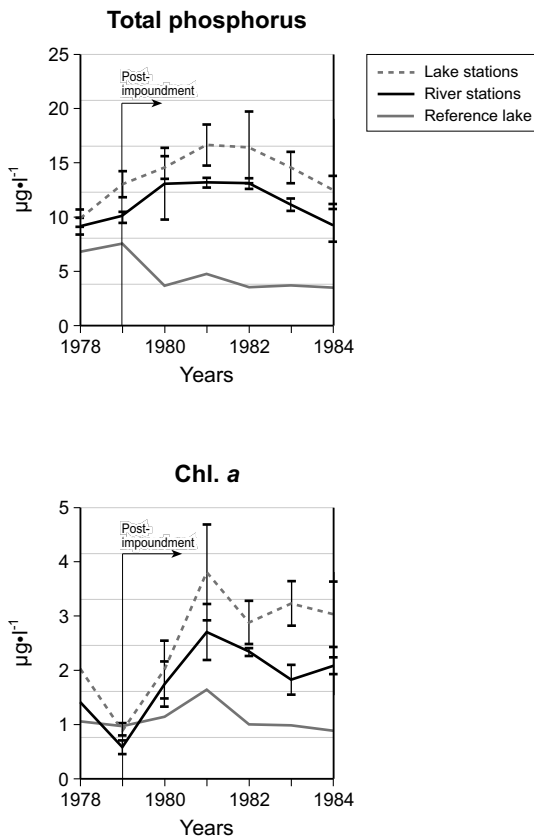 Total phosphorus
25
20
15
10
5
0
µg•l-1
Post-
impoundment
1978
1980
1982
1984
Years
Lake stations
River stations
Reference lake
Chl. a
5
4
3
2
1
0
µg•l-1
Post-
impoundment
1978
1980
1982
1984
Years